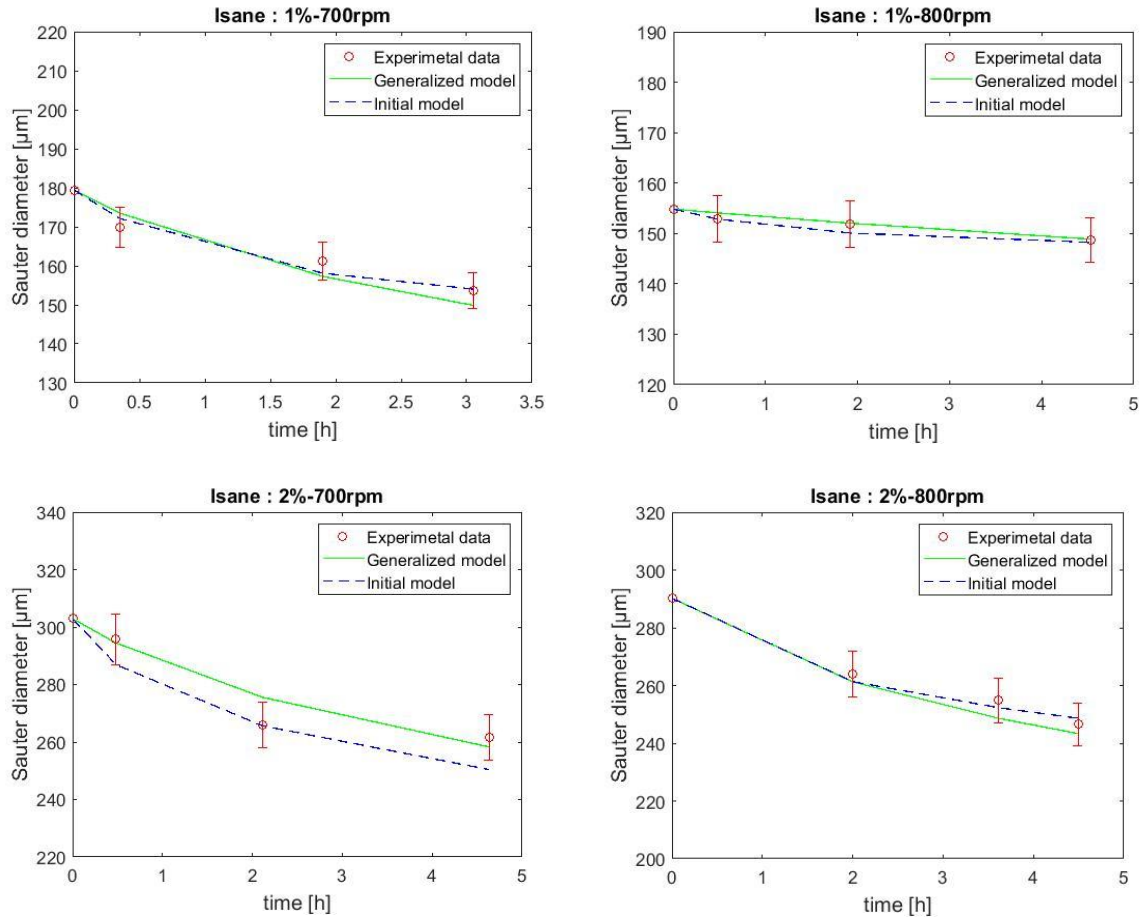 Isane : 1%-700rpm
220
210
200
190
180
170
160
150
140
130
Sauter diameter [µm]
Experimetal data
Generalized model
Initial model
0
0.5
1
1.5
2
2.5
3
3.5
time [h]
Isane : 1%-800rpm
190
180
170
160
150
140
130
120
Sauter diameter [µm]
Experimetal data
Generalized model
Initial model
0
1
2
3
4
5
time [h]
Isane : 2%-700rpm
340
320
300
280
260
240
220
Sauter diameter [µm]
Experimetal data
Generalized model
Initial model
0
1
2
3
4
5
time [h]
Isane : 2%-800rpm
320
300
280
260
240
220
200
Sauter diameter [µm]
Experimetal data
Generalized model
Initial model
0
1
2
3
4
5
time [h]